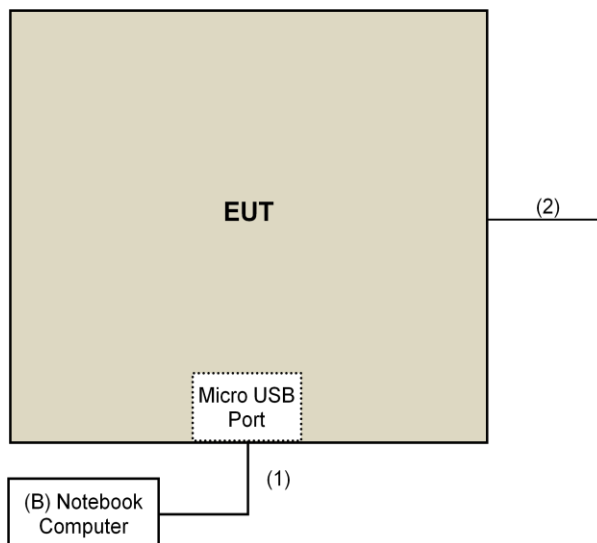 EUT
(2)
Micro USB
Port
(1)
(B) Notebook
Computer